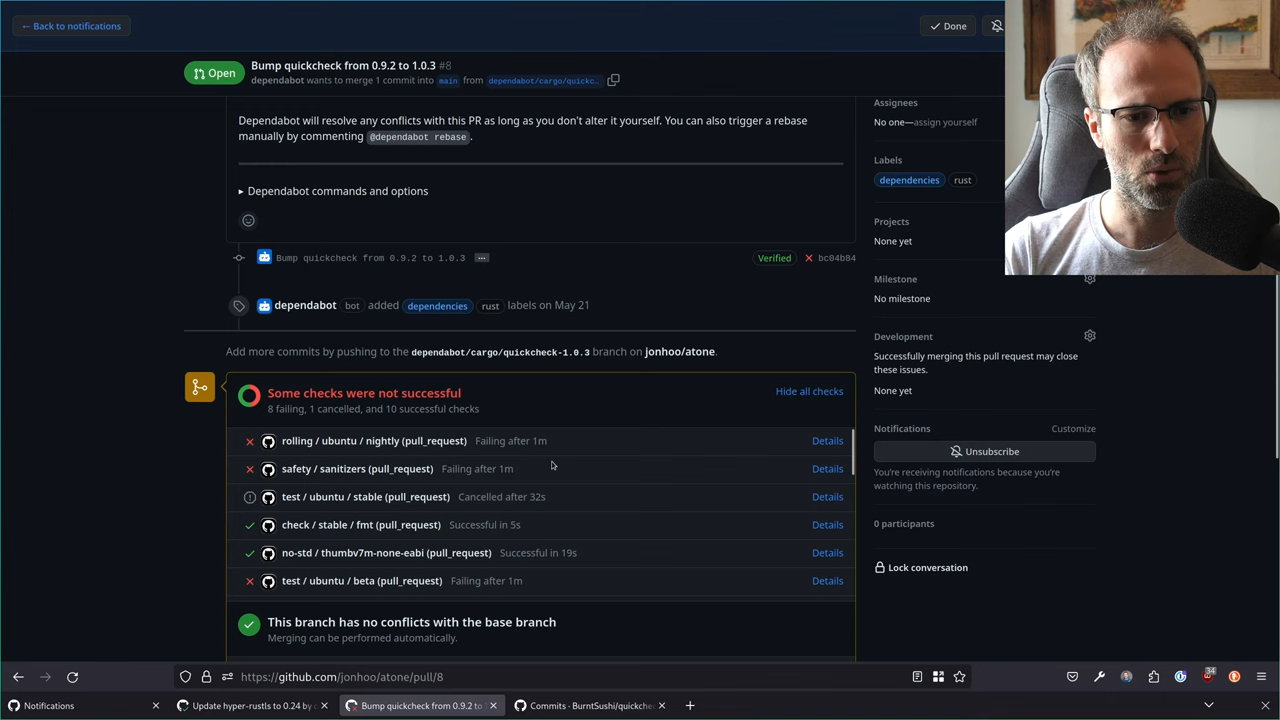 ← Back to notifications
Done
Open
Bump quickcheck from 0.9.2 to 1.0.3 #8
dependabot wants to merge 1 commit into main from dependabot/cargo/quickc…
Dependabot will resolve any conflicts with this PR as long as you don't alter it yourself. You can also trigger a rebase
manually by commenting @dependabot rebase.
▸ Dependabot commands and options
Bump quickcheck from 0.9.2 to 1.0.3 ... Verified bc04b84
dependabot bot added dependencies rust labels on May 21
Add more commits by pushing to the dependabot/cargo/quickcheck-1.0.3 branch on jonhoo/atone.
Some checks were not successful
Hide all checks
8 failing, 1 cancelled, and 10 successful checks
rolling / ubuntu / nightly (pull_request) Failing after 1m Details
safety / sanitizers (pull_request) Failing after 1m Details
test / ubuntu / stable (pull_request) Cancelled after 32s Details
check / stable / fmt (pull_request) Successful in 5s Details
no-std / thumbv7m-none-eabi (pull_request) Successful in 19s Details
test / ubuntu / beta (pull_request) Failing after 1m Details
This branch has no conflicts with the base branch
Merging can be performed automatically.
Assignees
No one—assign yourself
Labels
dependencies rust
Projects
None yet
Milestone
No milestone
Development
Successfully merging this pull request may close
these issues.
None yet
Notifications Customize
Unsubscribe
You're receiving notifications because you're
watching this repository.
0 participants
Lock conversation
https://github.com/jonhoo/atone/pull/8
34
Notifications
Update hyper-rustls to 0.24 by c
Bump quickcheck from 0.9.2 to
Commits · BurntSushi/quickche